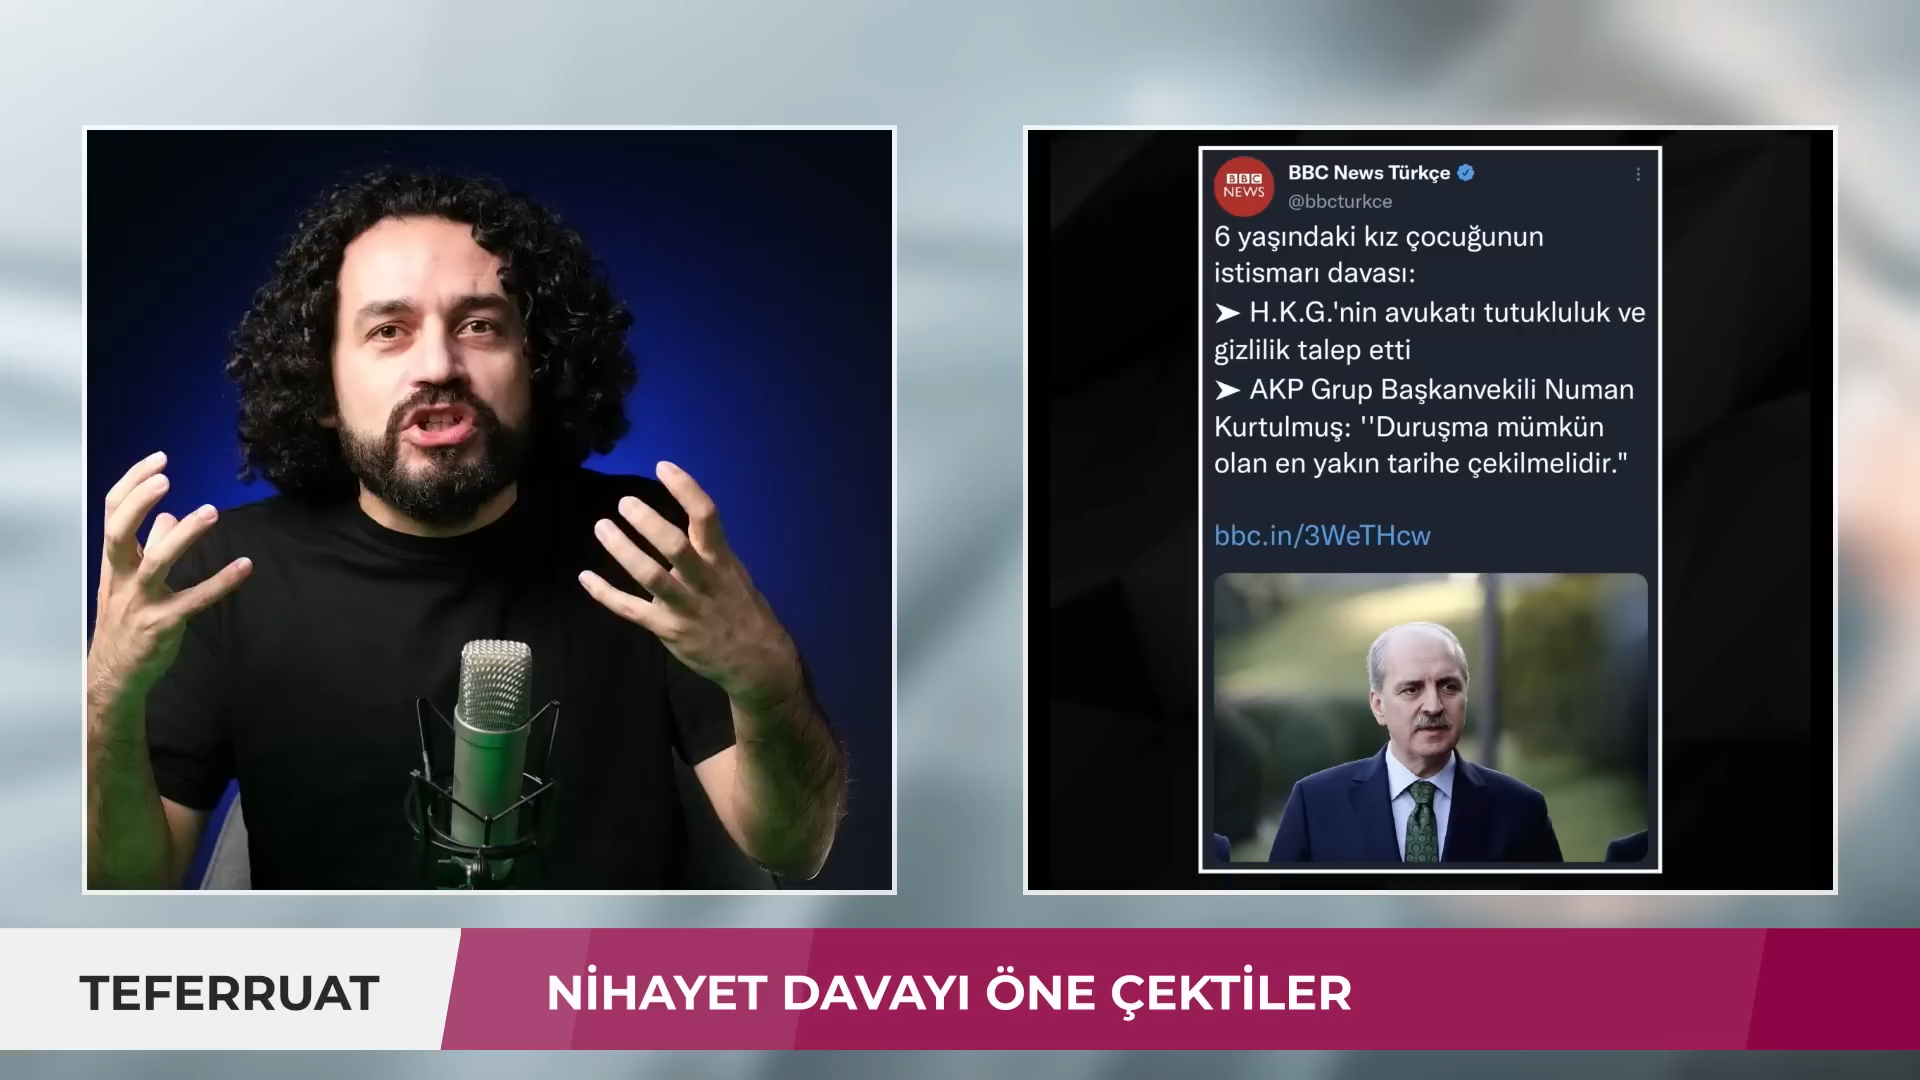 BBC
NEWS
BBC News Türkçe
@bbcturkce
6 yaşındaki kız çocuğunun
istismarı davası:
➤ H.K.G.'nin avukatı tutukluluk ve
gizlilik talep etti
➤ AKP Grup Başkanvekili Numan
Kurtulmuş: ''Duruşma mümkün
olan en yakın tarihe çekilmelidir."
bbc.in/3WeTHcw
TEFERRUAT
NİHAYET DAVAYI ÖNE ÇEKTİLER